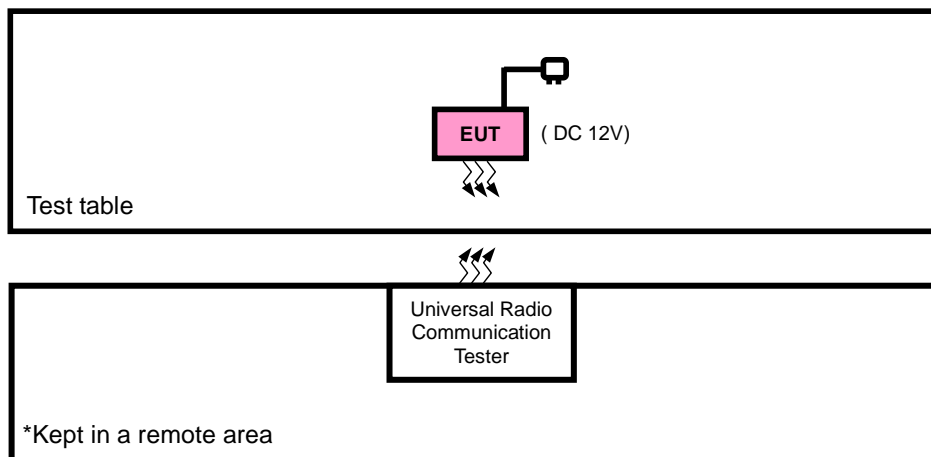 EUT
( DC 12V)
Test table
Universal Radio
Communication
Tester
*Kept in a remote area